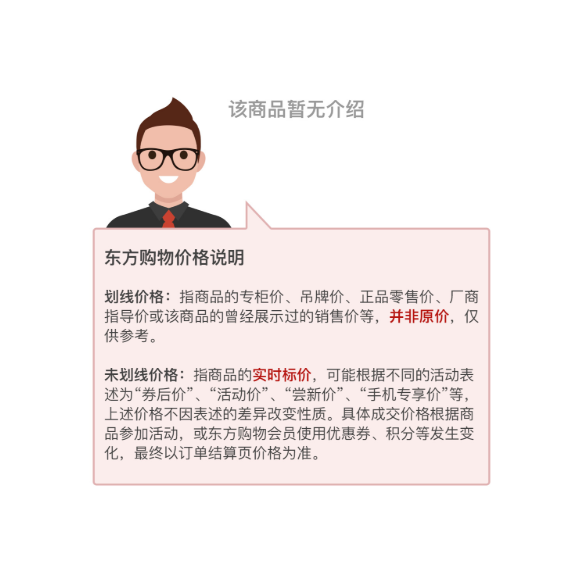 该商品暂无介绍
东方购物价格说明
划线价格：指商品的专柜价、吊牌价、正品零售价、厂商
指导价或该商品的曾经展示过的销售价等，并非原价，仅
供参考。
未划线价格：指商品的实时标价，可能根据不同的活动表
述为“券后价”、“活动价”、“尝新价”、“手机专享价”等，
上述价格不因表述的差异改变性质。具体成交价格根据商
品参加活动，或东方购物会员使用优惠券、积分等发生变
化，最终以订单结算页价格为准。